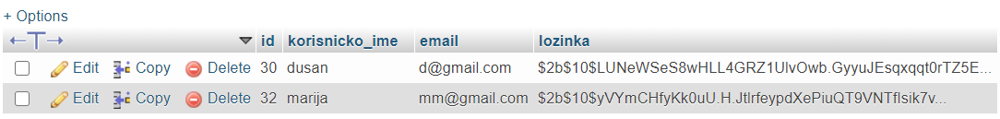 + Options
←T→ id korisnicko_ime email lozinka
Edit Copy Delete 30 dusan d@gmail.com $2b$10$LUNeWSeS8wHLL4GRZ1UlvOwb.GyyuJEsqxqqt0rTZ5E...
Edit Copy Delete 32 marija mm@gmail.com $2b$10$yVYmCHfyKk0uU.H.JtlrfeypdXePiuQT9VNTflsik7v...